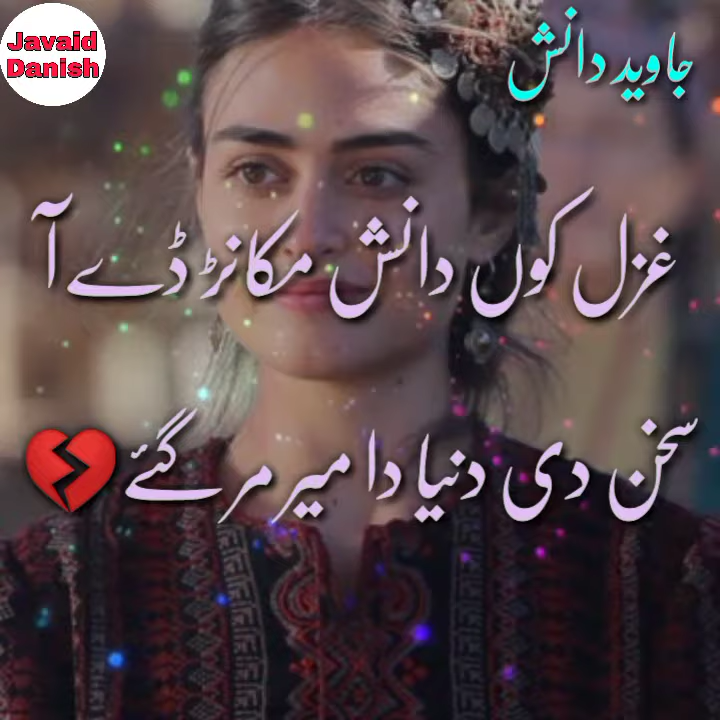 Javaid
Danish
جاوید دانش
غزل کوں دانش مکانڑ ڈے آ
سخن دی دنیا دا میر مر گئے 💔